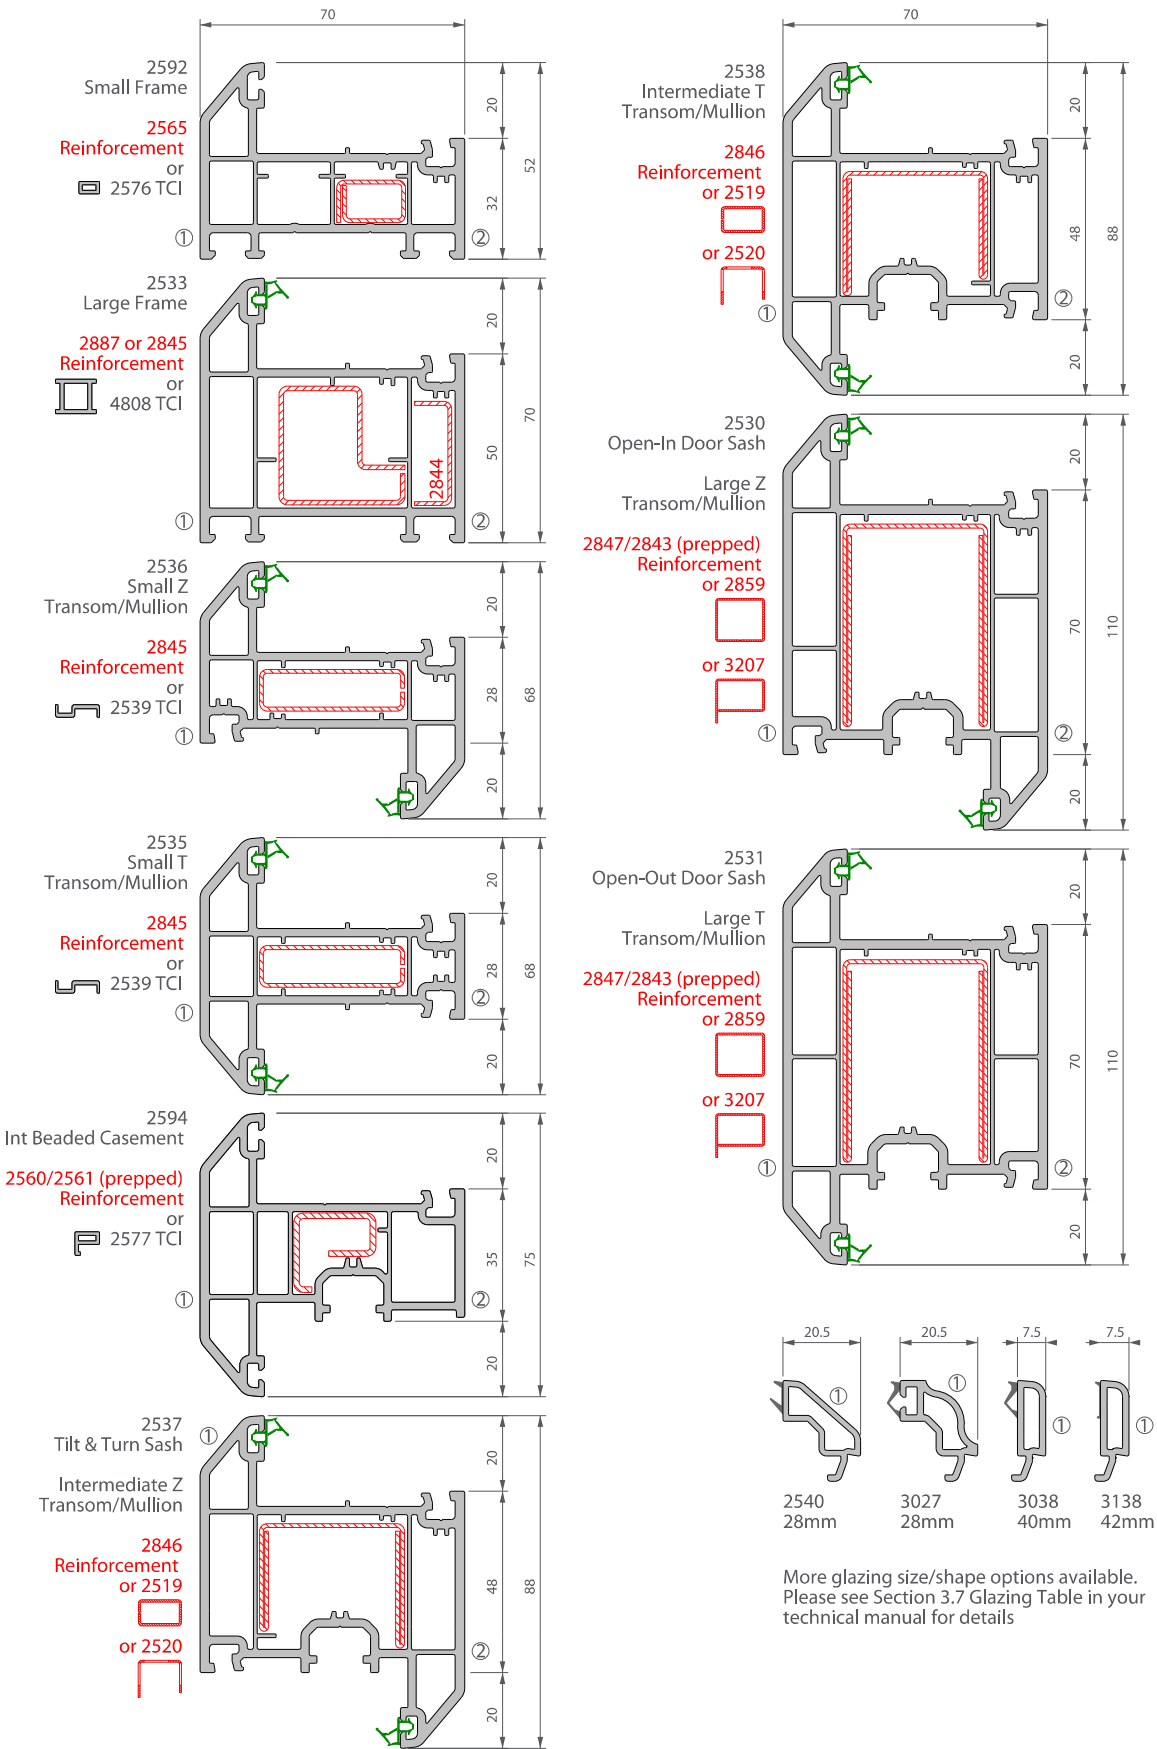 70
2592
Small Frame
2565
Reinforcement
or
2576 TCI
20
32
52
①
②
2533
Large Frame
2887 or 2845
Reinforcement
or
4808 TCI
2844
20
50
70
①
②
2536
Small Z
Transom/Mullion
2845
Reinforcement
or
2539 TCI
20
28
20
68
①
2535
Small T
Transom/Mullion
2845
Reinforcement
or
2539 TCI
20
28
20
68
①
②
2594
Int Beaded Casement
2560/2561 (prepped)
Reinforcement
or
2577 TCI
20
35
20
75
①
②
2537
Tilt & Turn Sash
Intermediate Z
Transom/Mullion
2846
Reinforcement
or 2519
or 2520
20
48
20
88
①
②
70
2538
Intermediate T
Transom/Mullion
2846
Reinforcement
or 2519
or 2520
20
48
20
88
①
②
2530
Open-In Door Sash
Large Z
Transom/Mullion
2847/2843 (prepped)
Reinforcement
or 2859
or 3207
20
70
20
110
①
②
2531
Open-Out Door Sash
Large T
Transom/Mullion
2847/2843 (prepped)
Reinforcement
or 2859
or 3207
20
70
20
110
①
②
20.5 20.5 7.5 7.5
① ① ① ①
2540 3027 3038 3138
28mm 28mm 40mm 42mm
More glazing size/shape options available.
Please see Section 3.7 Glazing Table in your
technical manual for details